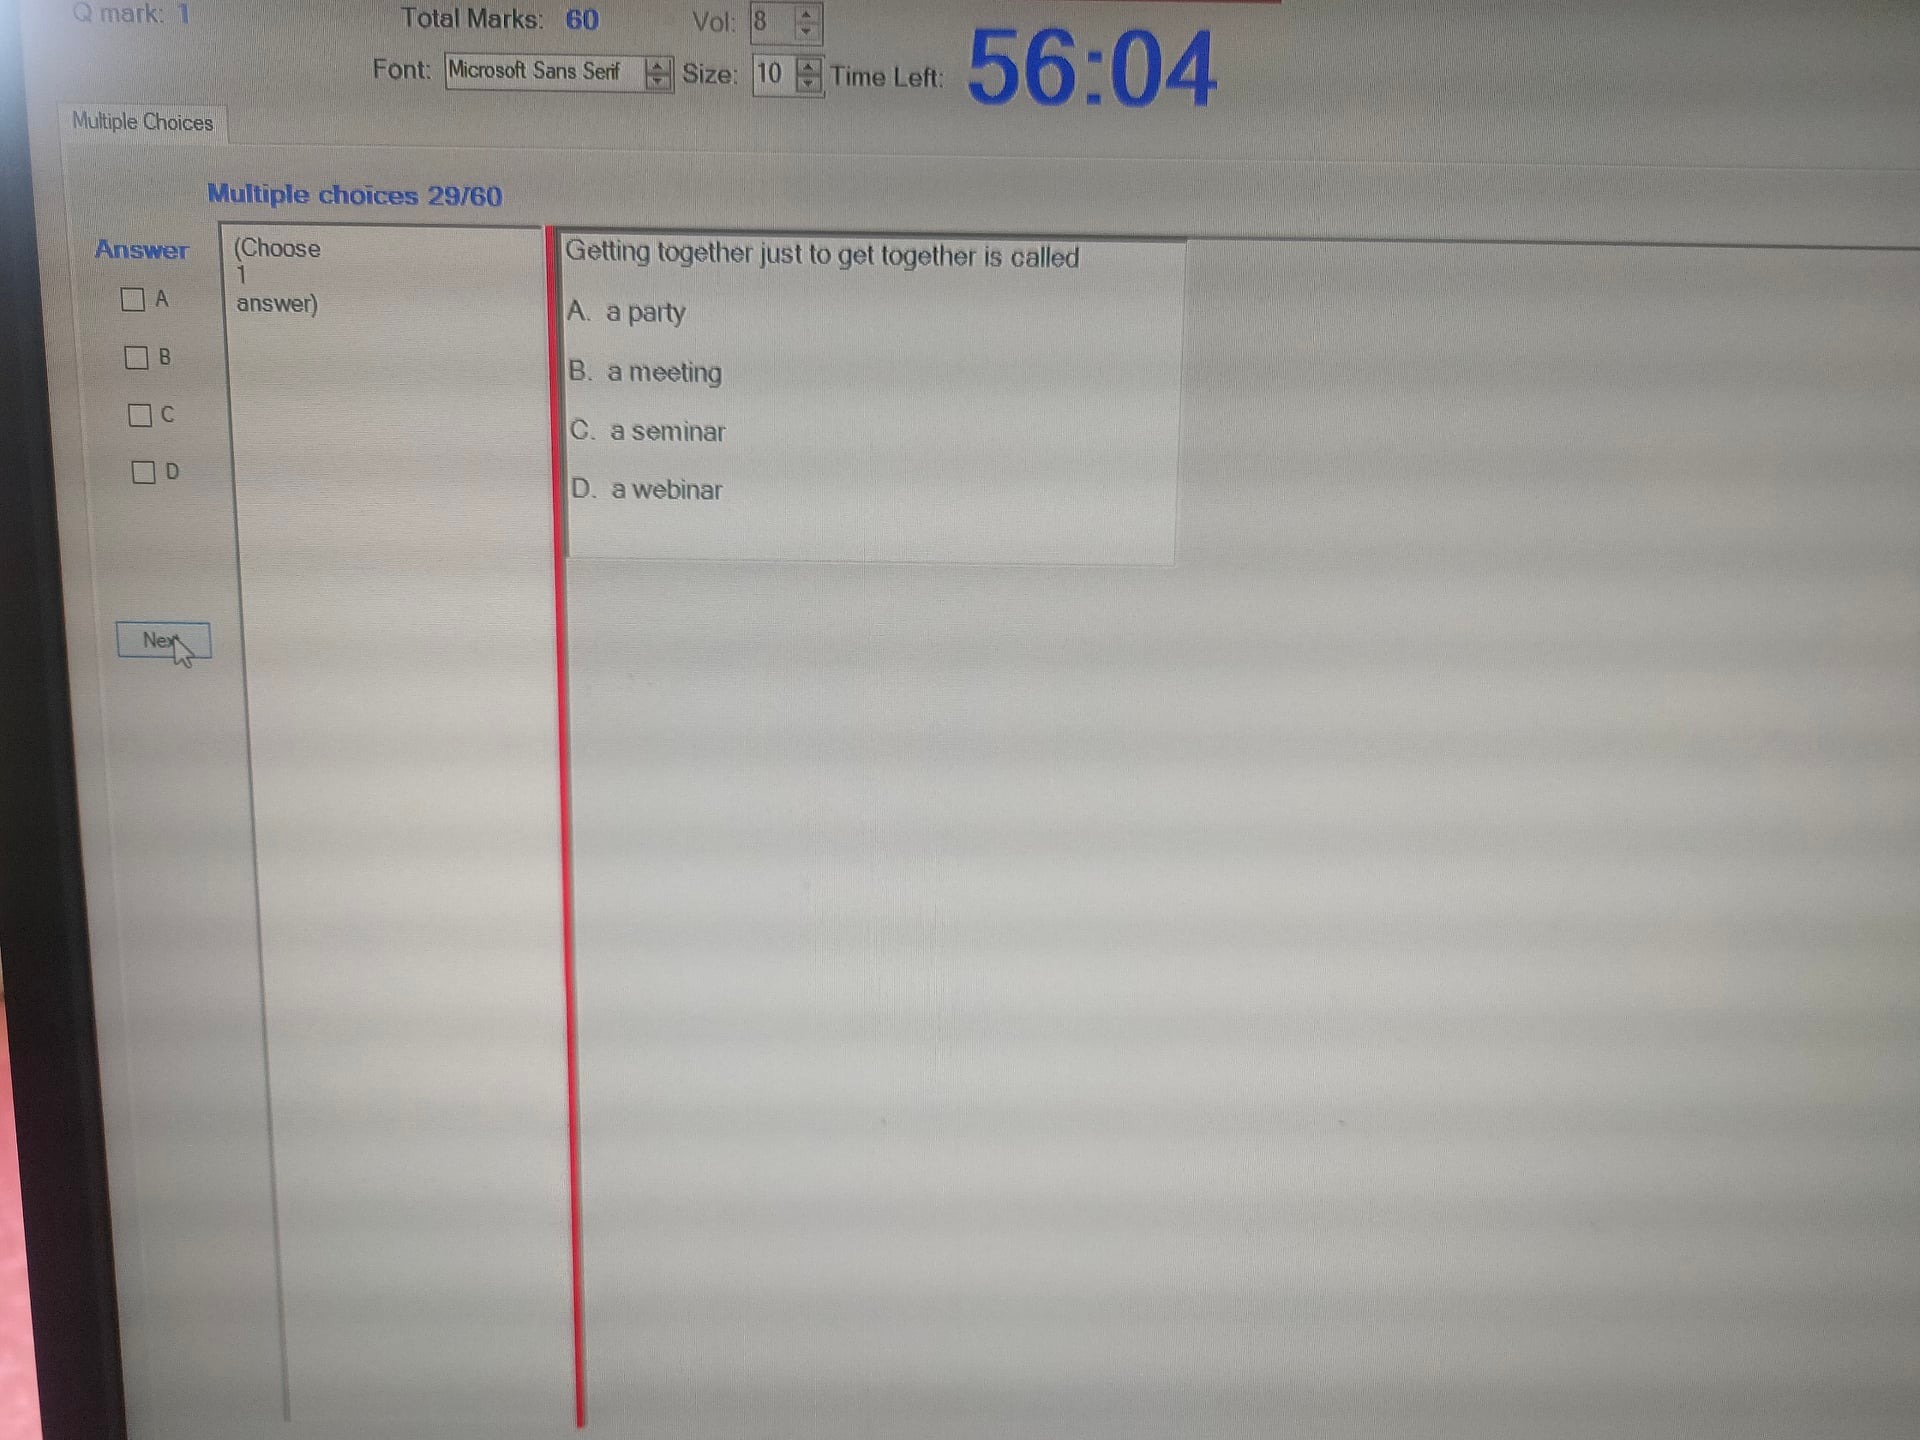 Q mark: 1 Total Marks: 60 Vol: 8
Font: Microsoft Sans Serif Size: 10 Time Left: 56:04
Multiple Choices
Multiple choices 29/60
Answer
A
B
C
D
Next
(Choose
1
answer)
Getting together just to get together is called
A. a party
B. a meeting
C. a seminar
D. a webinar